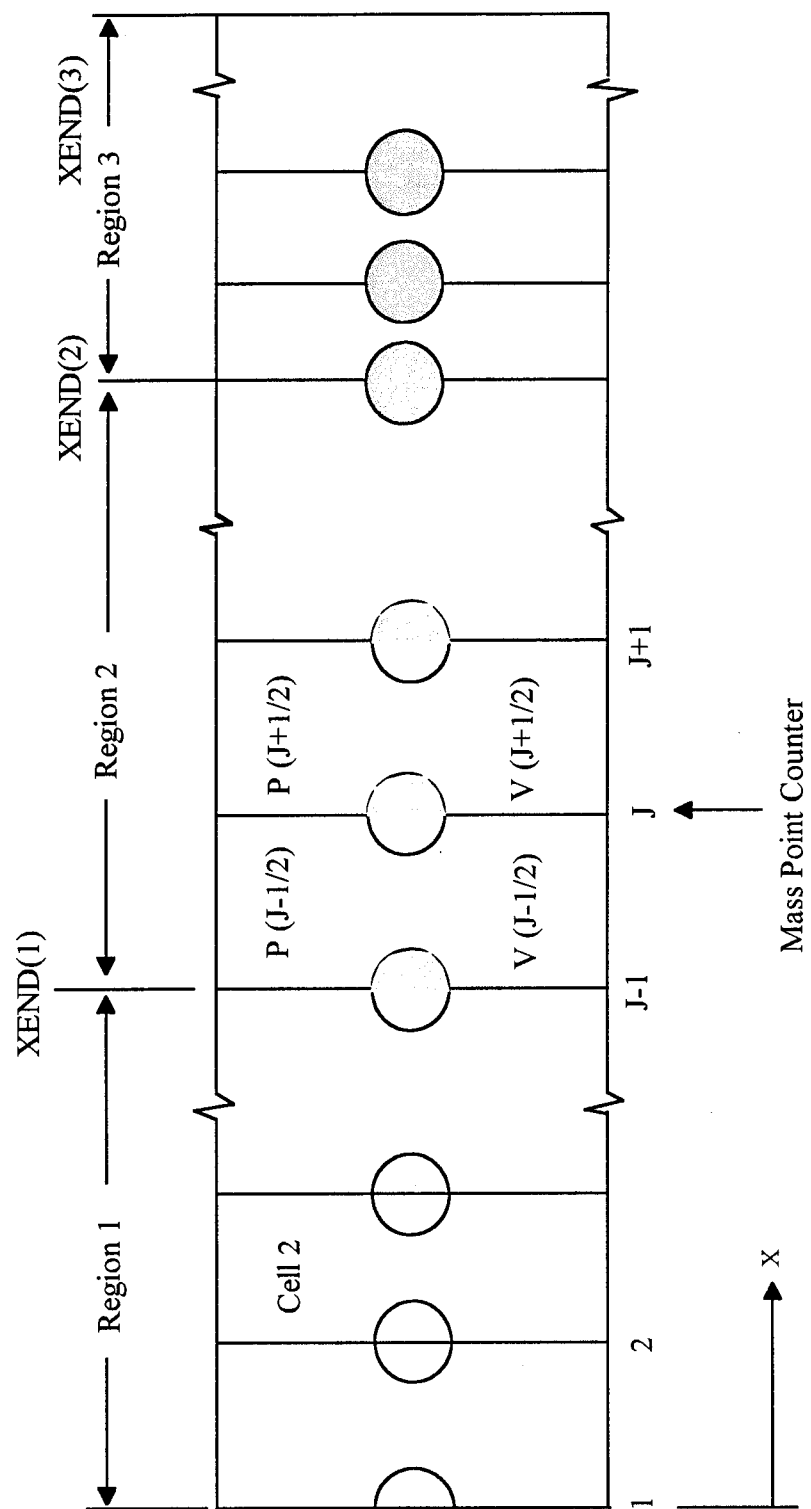 XEND(1)
XEND(2)
XEND(3)
Region 1
Region 2
Region 3
Cell 2
P (J-1/2)
P (J+1/2)
V (J-1/2)
V (J+1/2)
1
2
J-1
J
J+1
X
Mass Point Counter